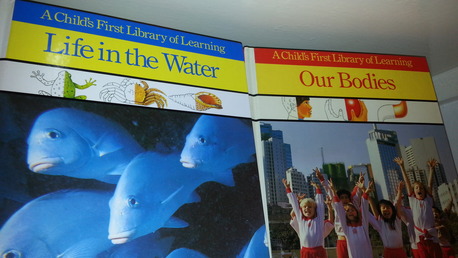 A Child's First Library of Learning
Life in the Water
A Child's First Library of Learning
Our Bodies